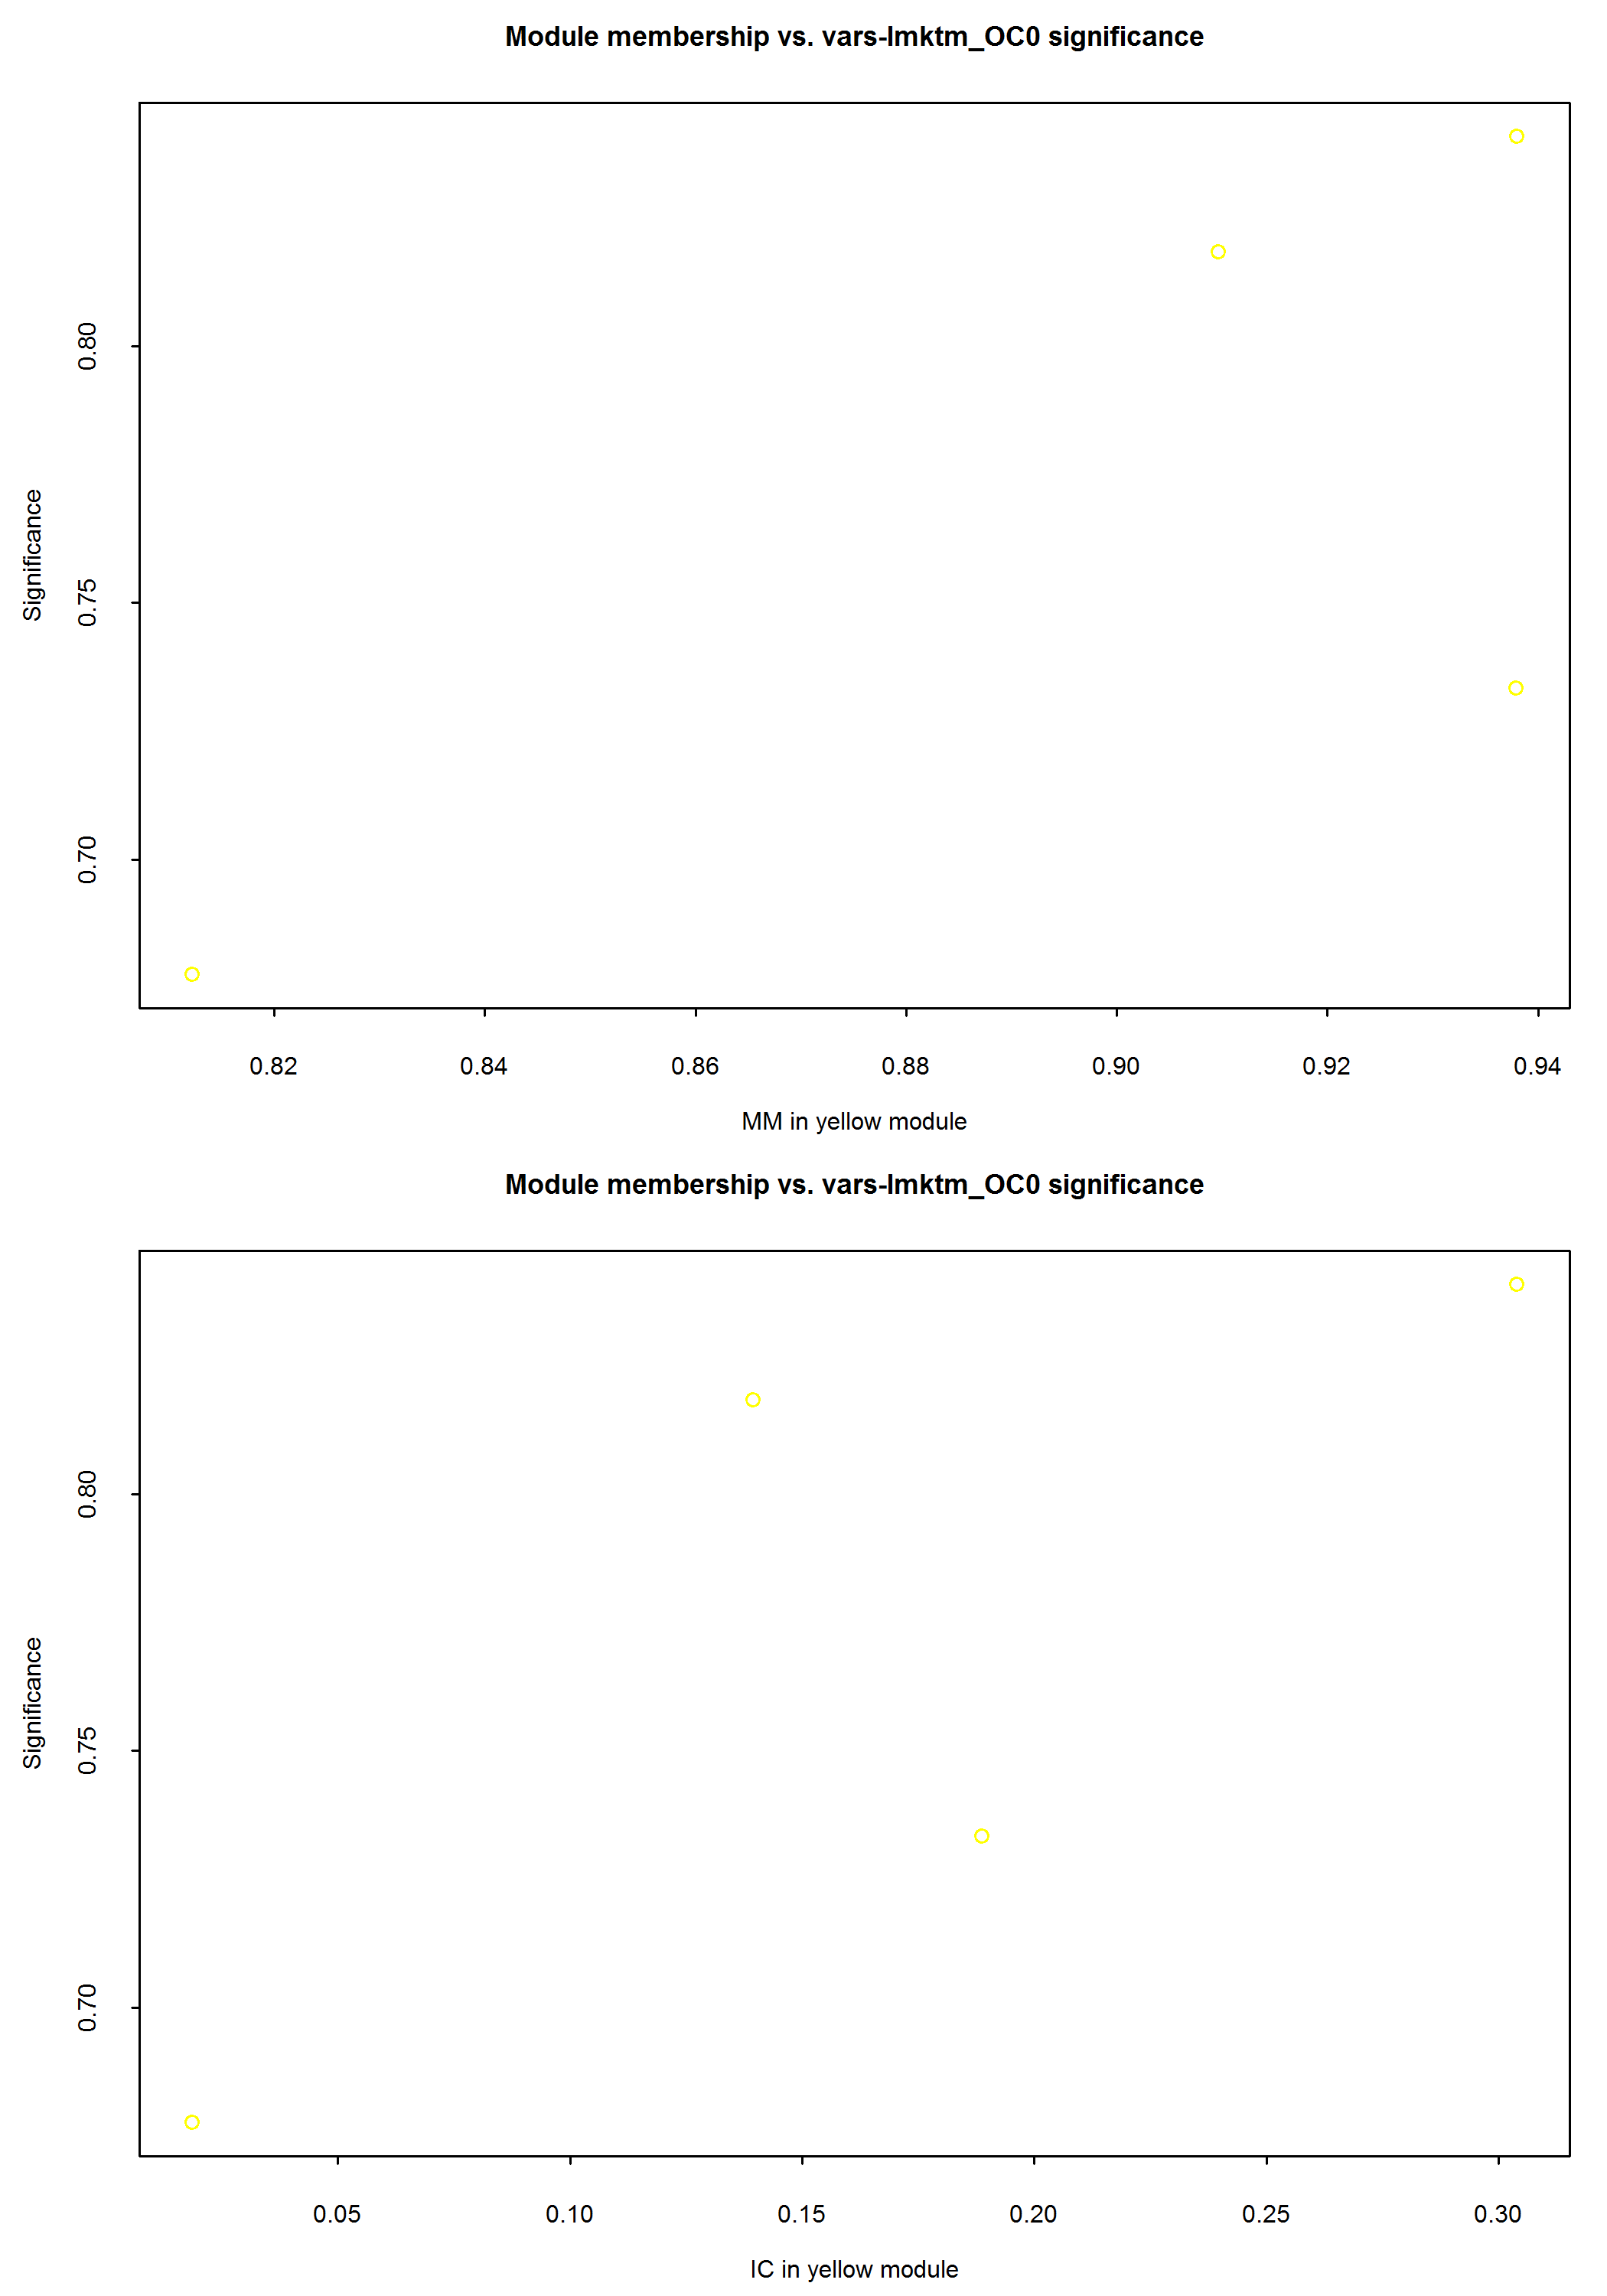 Module membership vs. vars-lmktm_OC0 significance
0.80
0.75
0.70
Significance
0.82 0.84 0.86 0.88 0.90 0.92 0.94
MM in yellow module
Module membership vs. vars-lmktm_OC0 significance
0.80
0.75
0.70
Significance
0.05 0.10 0.15 0.20 0.25 0.30
IC in yellow module